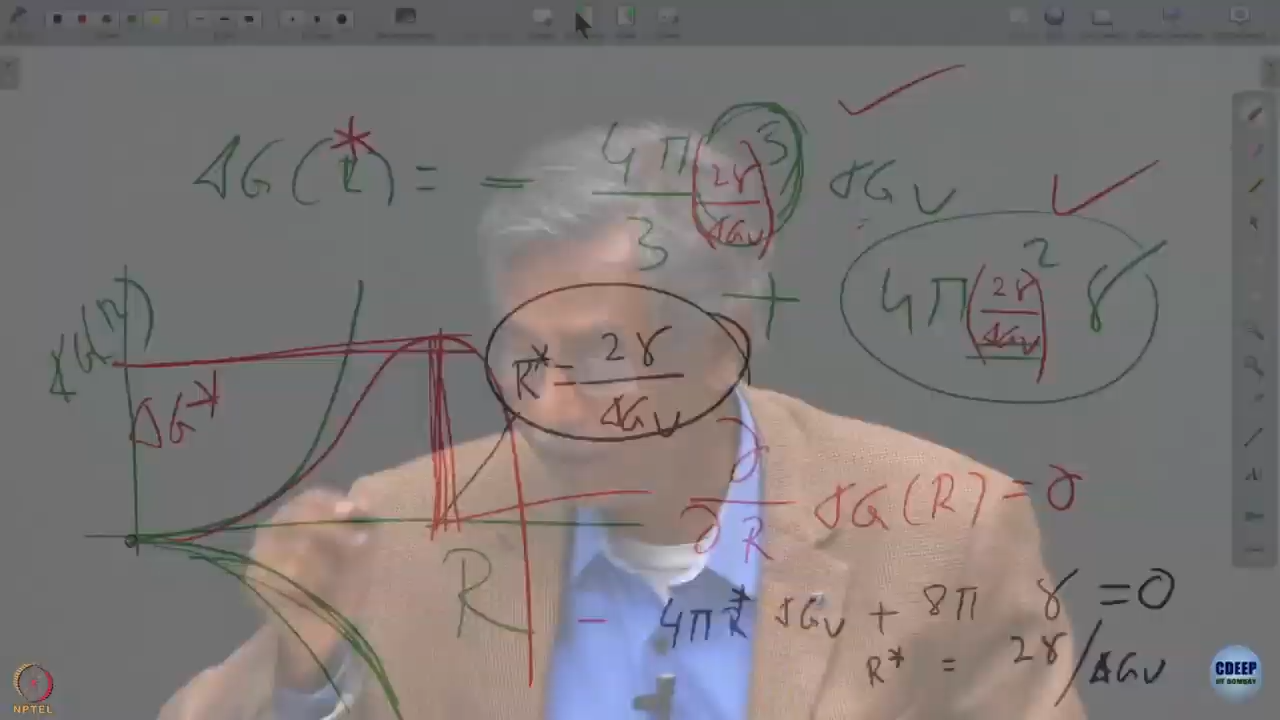 ΔG(R*) = - 4π/3 (2γ/ΔGv)³ ΔGv
+ 4π(2γ/ΔGv)² γ
ΔG(R)
ΔG*
R* = 2γ/ΔGv
∂/∂R ΔG(R) = 0
R
- 4πR* ΔGv + 8π γ = 0
R* = 2γ/ΔGv
NPTEL
CDEEP
IIT BOMBAY